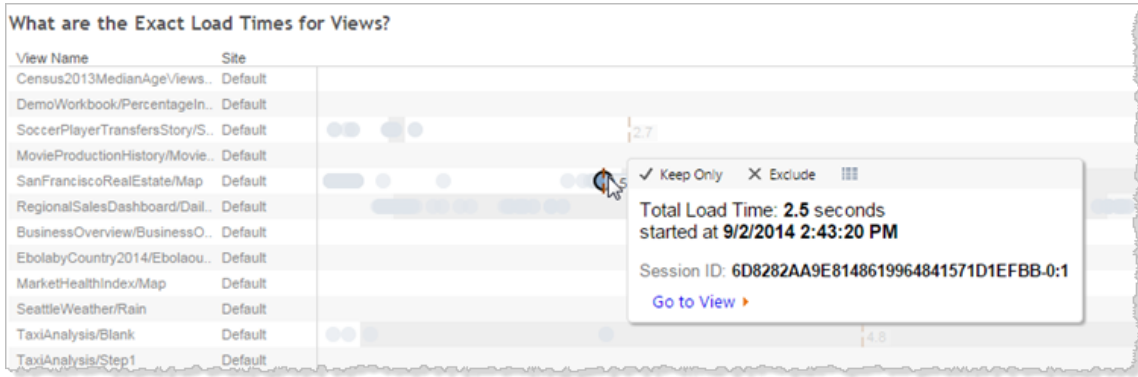 What are the Exact Load Times for Views?
View Name Site
Census2013MedianAgeViews.. Default
DemoWorkbook/PercentageIn.. Default
SoccerPlayerTransfersStory/S.. Default
2.7
MovieProductionHistory/Movie.. Default
SanFranciscoRealEstate/Map Default
RegionalSalesDashboard/Dail.. Default
BusinessOverview/BusinessO.. Default
EbolabyCountry2014/Ebolaou.. Default
MarketHealthIndex/Map Default
SeattleWeather/Rain Default
TaxiAnalysis/Blank Default
4.8
TaxiAnalysis/Step1 Default
Keep Only Exclude
Total Load Time: 2.5 seconds
started at 9/2/2014 2:43:20 PM
Session ID: 6D8282AA9E8148619964841571D1EFBB-0:1
Go to View